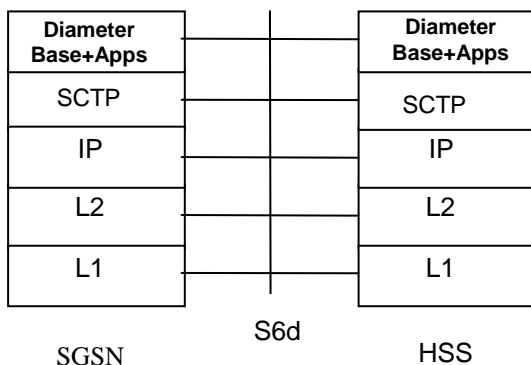 Diameter
Base+Apps
SCTP
IP
L2
L1
SGSN
S6d
Diameter
Base+Apps
SCTP
IP
L2
L1
HSS